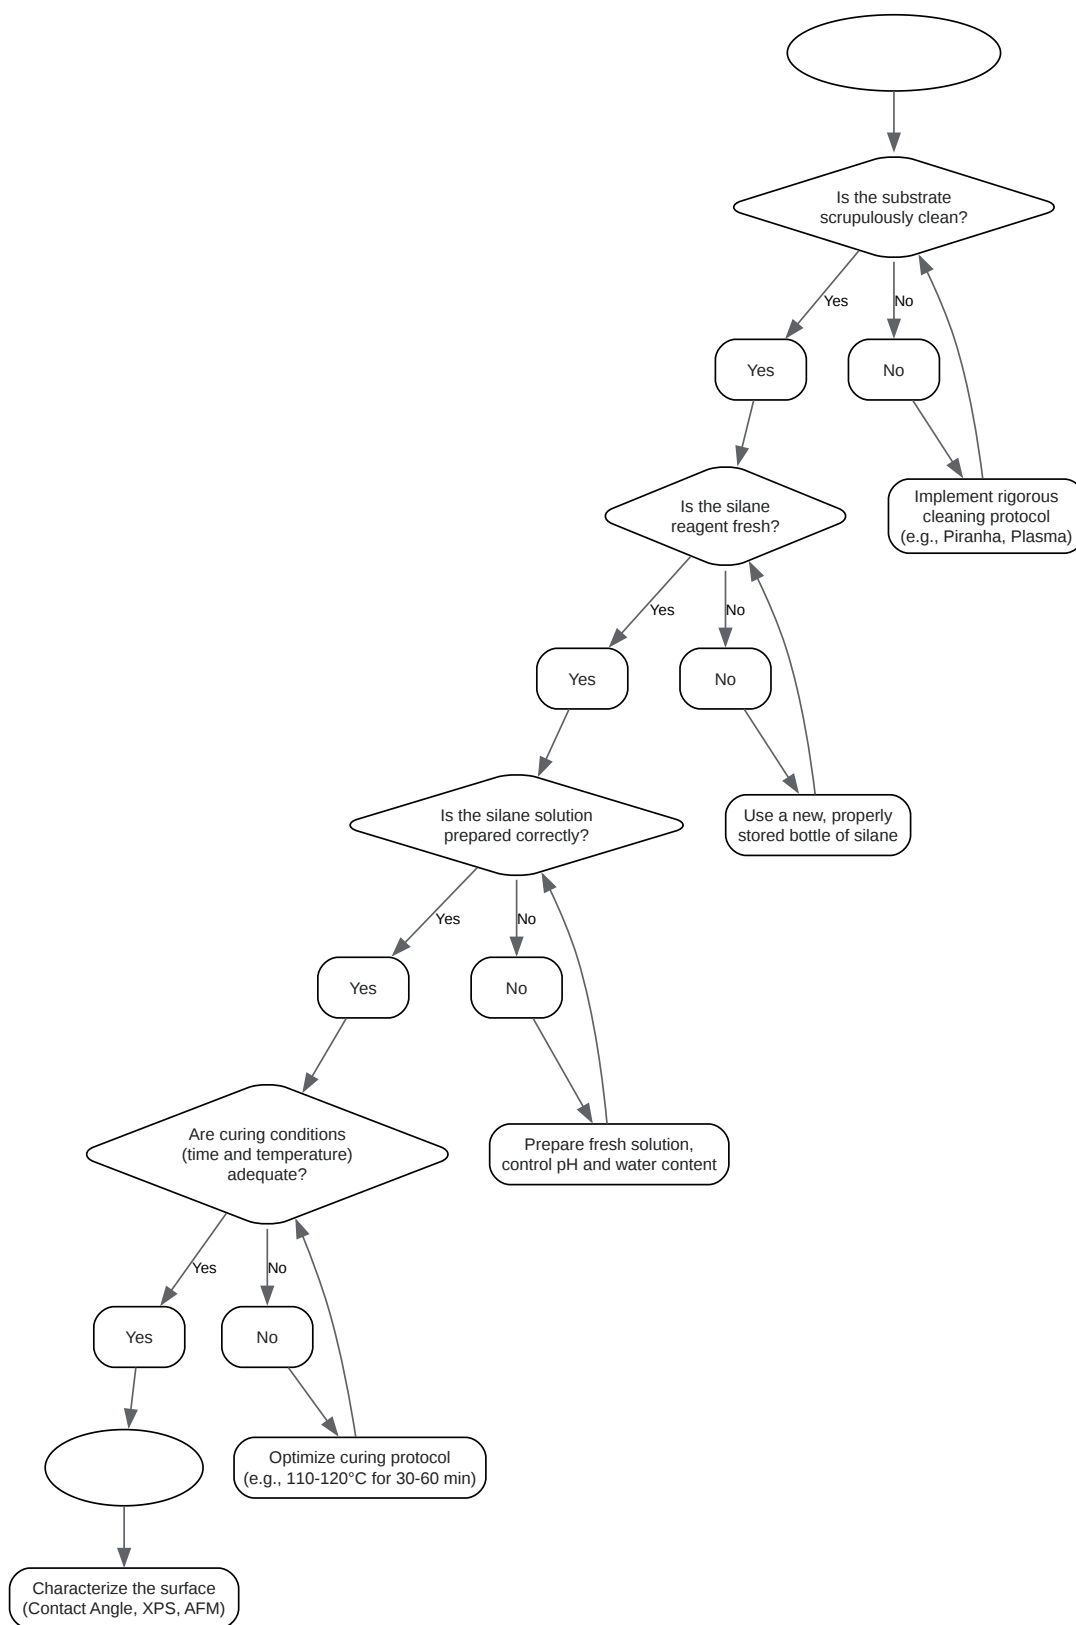 Is the substrate
scrupulously clean?
Yes
No
Yes
No
Implement rigorous
cleaning protocol
(e.g., Piranha, Plasma)
Is the silane
reagent fresh?
Yes
No
Yes
No
Use a new, properly
stored bottle of silane
Is the silane solution
prepared correctly?
Yes
No
Yes
No
Prepare fresh solution,
control pH and water content
Are curing conditions
(time and temperature)
adequate?
Yes
No
Yes
No
Optimize curing protocol
(e.g., 110-120°C for 30-60 min)
Characterize the surface
(Contact Angle, XPS, AFM)